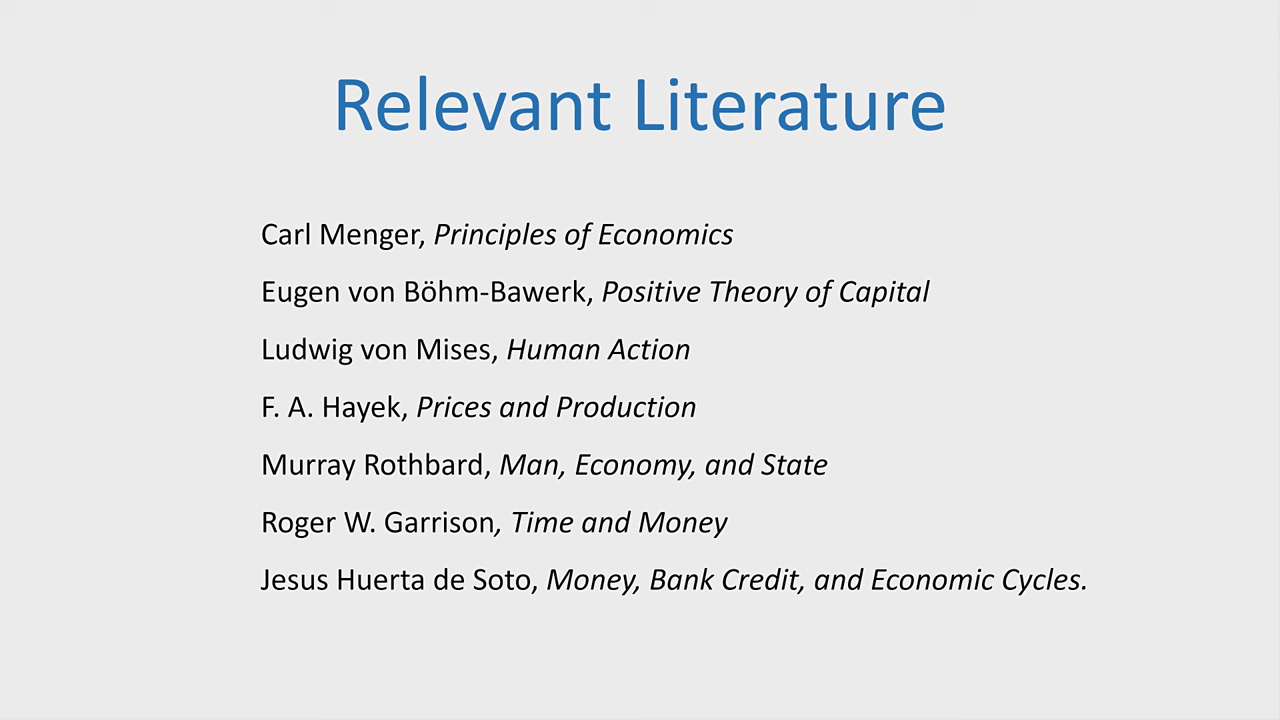 Relevant Literature
Carl Menger, Principles of Economics
Eugen von Böhm-Bawerk, Positive Theory of Capital
Ludwig von Mises, Human Action
F. A. Hayek, Prices and Production
Murray Rothbard, Man, Economy, and State
Roger W. Garrison, Time and Money
Jesus Huerta de Soto, Money, Bank Credit, and Economic Cycles.